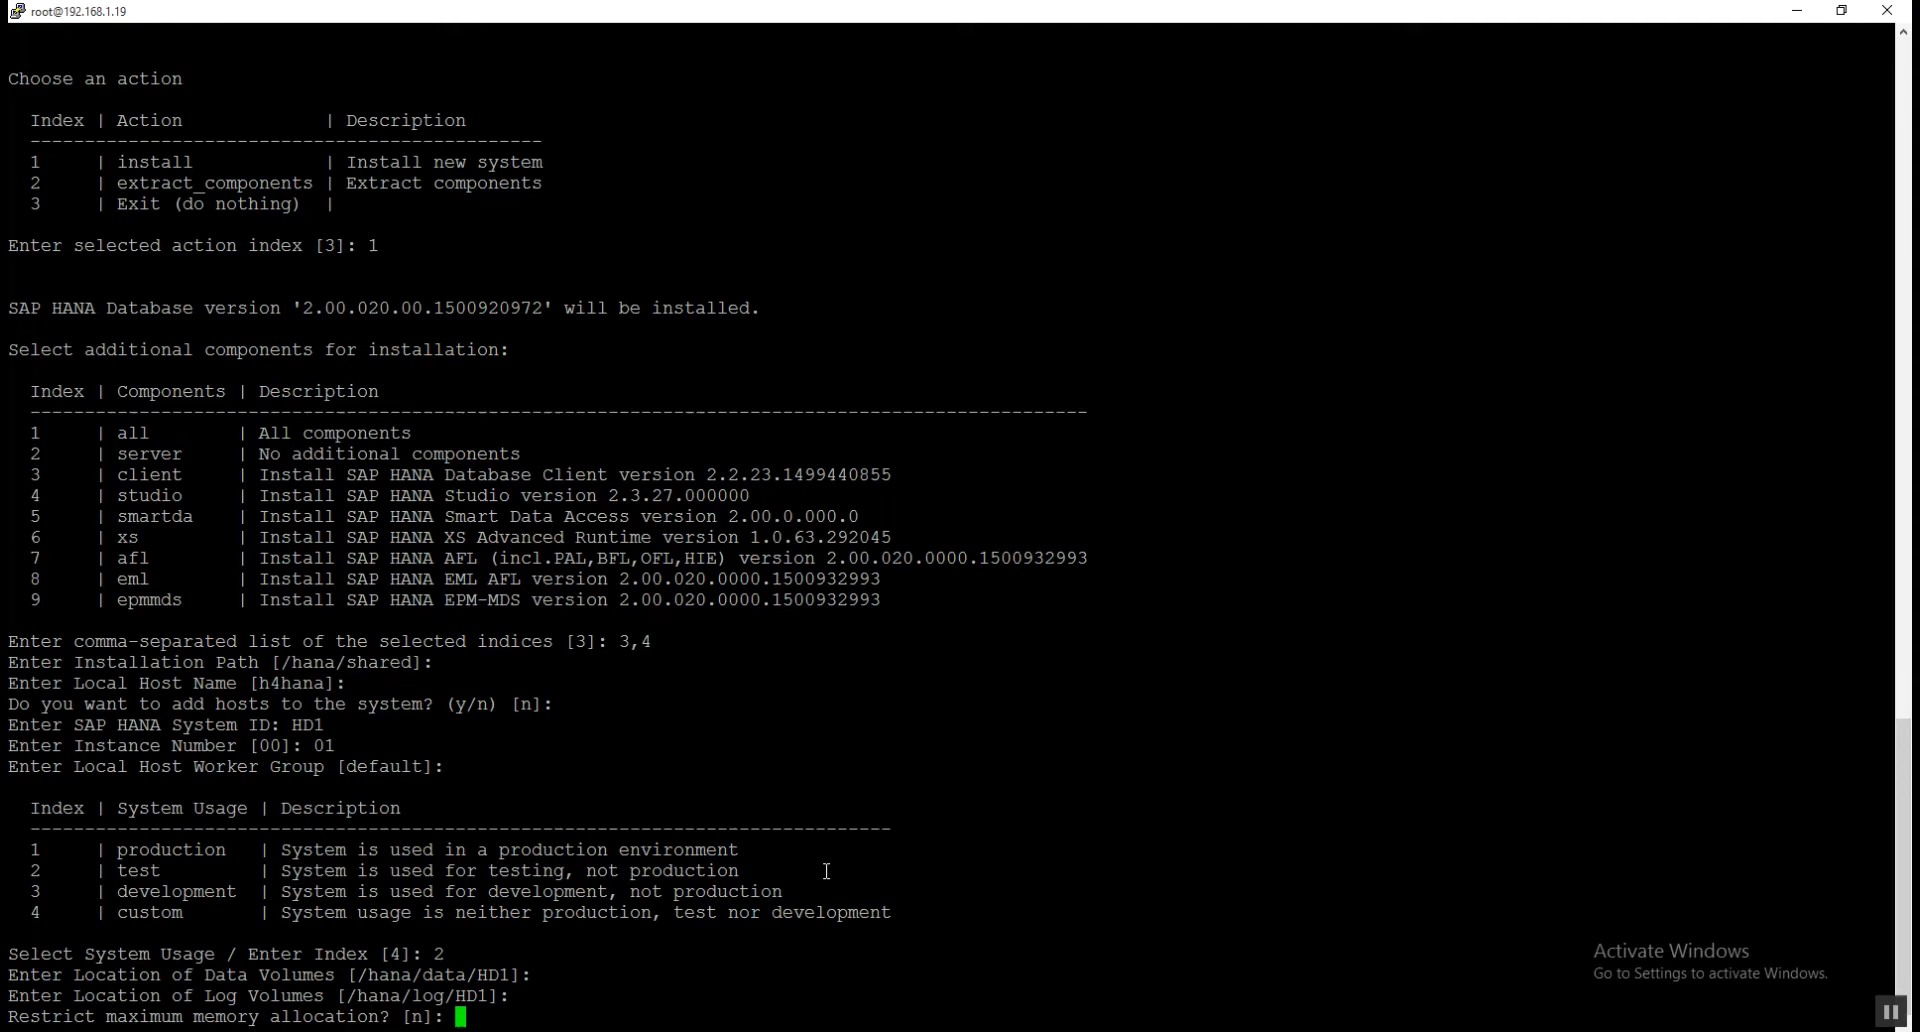 root@192.168.1.19
Choose an action
Index | Action | Description
-----------------------------------------------
1 | install | Install new system
2 | extract_components | Extract components
3 | Exit (do nothing) |
Enter selected action index [3]: 1
SAP HANA Database version '2.00.020.00.1500920972' will be installed.
Select additional components for installation:
Index | Components | Description
-------------------------------------------------------------------------------------------------
1 | all | All components
2 | server | No additional components
3 | client | Install SAP HANA Database Client version 2.2.23.1499440855
4 | studio | Install SAP HANA Studio version 2.3.27.000000
5 | smartda | Install SAP HANA Smart Data Access version 2.00.0.000.0
6 | xs | Install SAP HANA XS Advanced Runtime version 1.0.63.292045
7 | afl | Install SAP HANA AFL (incl.PAL,BFL,OFL,HIE) version 2.00.020.0000.1500932993
8 | eml | Install SAP HANA EML AFL version 2.00.020.0000.1500932993
9 | epmmds | Install SAP HANA EPM-MDS version 2.00.020.0000.1500932993
Enter comma-separated list of the selected indices [3]: 3,4
Enter Installation Path [/hana/shared]:
Enter Local Host Name [h4hana]:
Do you want to add hosts to the system? (y/n) [n]:
Enter SAP HANA System ID: HD1
Enter Instance Number [00]: 01
Enter Local Host Worker Group [default]:
Index | System Usage | Description
-------------------------------------------------------------------------------
1 | production | System is used in a production environment
2 | test | System is used for testing, not production
3 | development | System is used for development, not production
4 | custom | System usage is neither production, test nor development
Select System Usage / Enter Index [4]: 2
Enter Location of Data Volumes [/hana/data/HD1]:
Enter Location of Log Volumes [/hana/log/HD1]:
Restrict maximum memory allocation? [n]:
Activate Windows
Go to Settings to activate Windows.